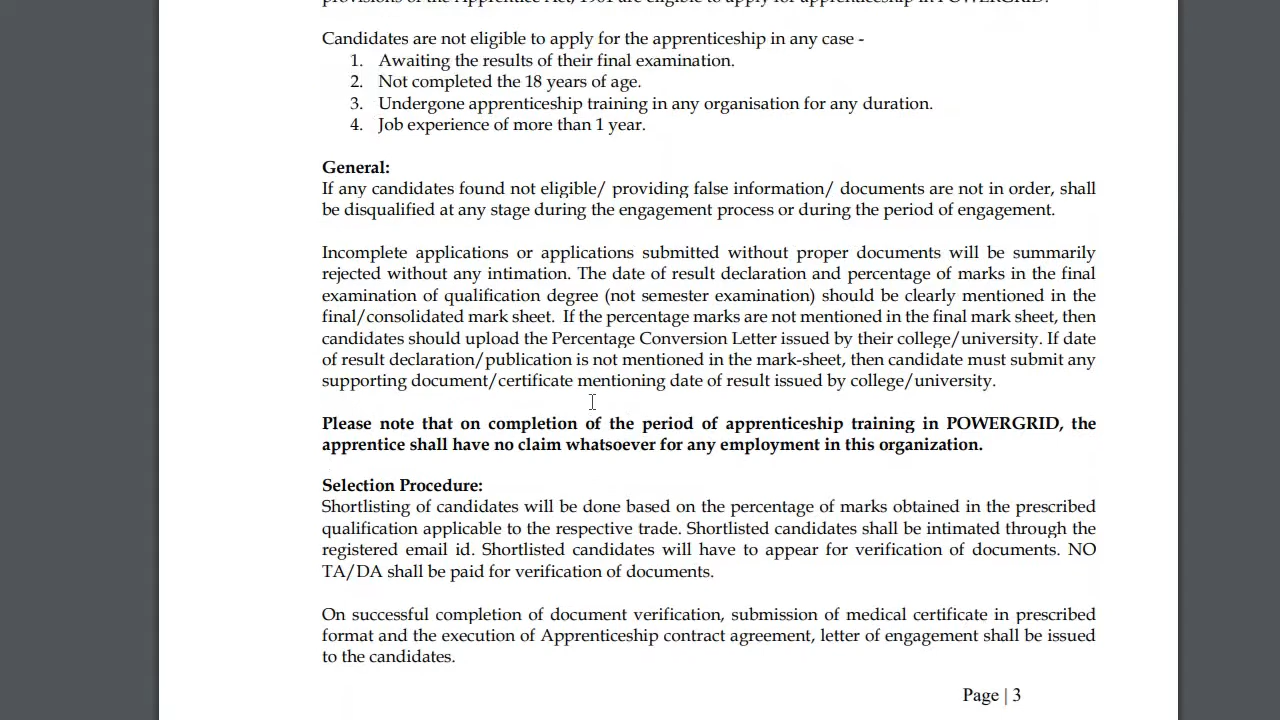 provisions of the Apprentice Act, 1961 are eligible to apply for apprenticeship in POWERGRID.
Candidates are not eligible to apply for the apprenticeship in any case -
1. Awaiting the results of their final examination.
2. Not completed the 18 years of age.
3. Undergone apprenticeship training in any organisation for any duration.
4. Job experience of more than 1 year.
General:
If any candidates found not eligible/ providing false information/ documents are not in order, shall
be disqualified at any stage during the engagement process or during the period of engagement.
Incomplete applications or applications submitted without proper documents will be summarily
rejected without any intimation. The date of result declaration and percentage of marks in the final
examination of qualification degree (not semester examination) should be clearly mentioned in the
final/consolidated mark sheet. If the percentage marks are not mentioned in the final mark sheet, then
candidates should upload the Percentage Conversion Letter issued by their college/university. If date
of result declaration/publication is not mentioned in the mark-sheet, then candidate must submit any
supporting document/certificate mentioning date of result issued by college/university.
Please note that on completion of the period of apprenticeship training in POWERGRID, the
apprentice shall have no claim whatsoever for any employment in this organization.
Selection Procedure:
Shortlisting of candidates will be done based on the percentage of marks obtained in the prescribed
qualification applicable to the respective trade. Shortlisted candidates shall be intimated through the
registered email id. Shortlisted candidates will have to appear for verification of documents. NO
TA/DA shall be paid for verification of documents.
On successful completion of document verification, submission of medical certificate in prescribed
format and the execution of Apprenticeship contract agreement, letter of engagement shall be issued
to the candidates.
Page | 3